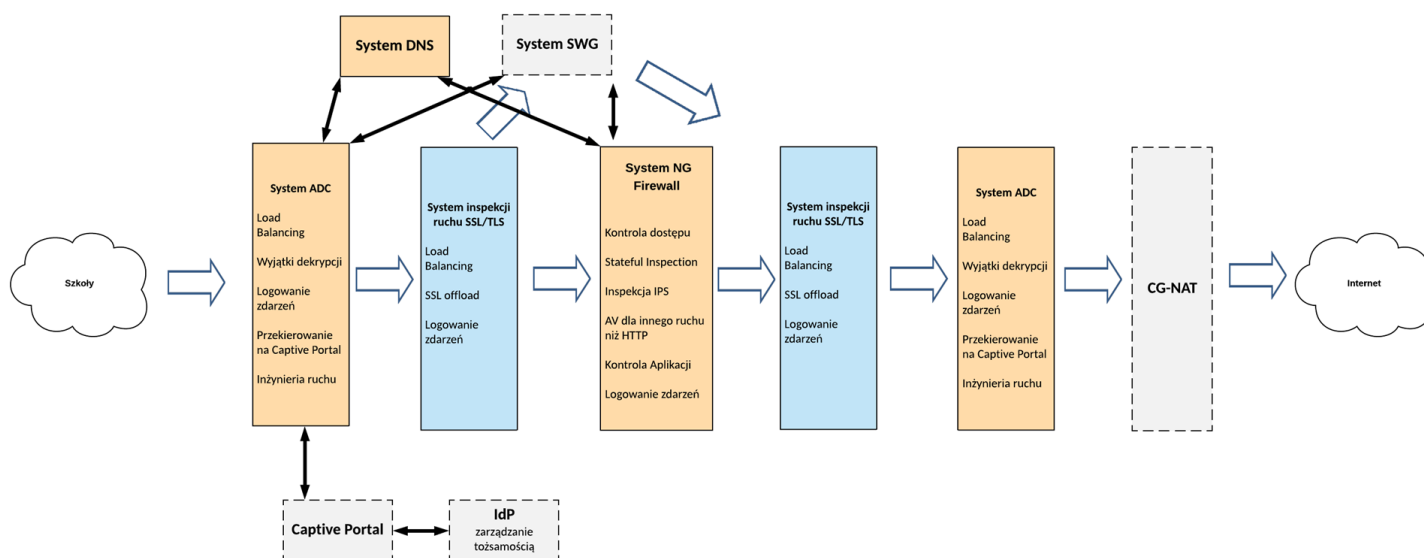 System DNS
System SWG
Szkoły
System ADC
Load
Balancing
Wyjątki dekrypcji
Logowanie
zdarzeń
Przekierowanie
na Captive Portal
Inżynieria ruchu
System inspekcji
ruchu SSL/TLS
Load
Balancing
SSL offload
Logowanie
zdarzeń
System NG
Firewall
Kontrola dostępu
Stateful Inspection
Inspekcja IPS
AV dla innego ruchu
niż HTTP
Kontrola Aplikacji
Logowanie zdarzeń
System inspekcji
ruchu SSL/TLS
Load
Balancing
SSL offload
Logowanie
zdarzeń
System ADC
Load
Balancing
Wyjątki dekrypcji
Logowanie
zdarzeń
Przekierowanie
na Captive Portal
Inżynieria ruchu
CG-NAT
Internet
Captive Portal
IdP
zarządzanie
tożsamością